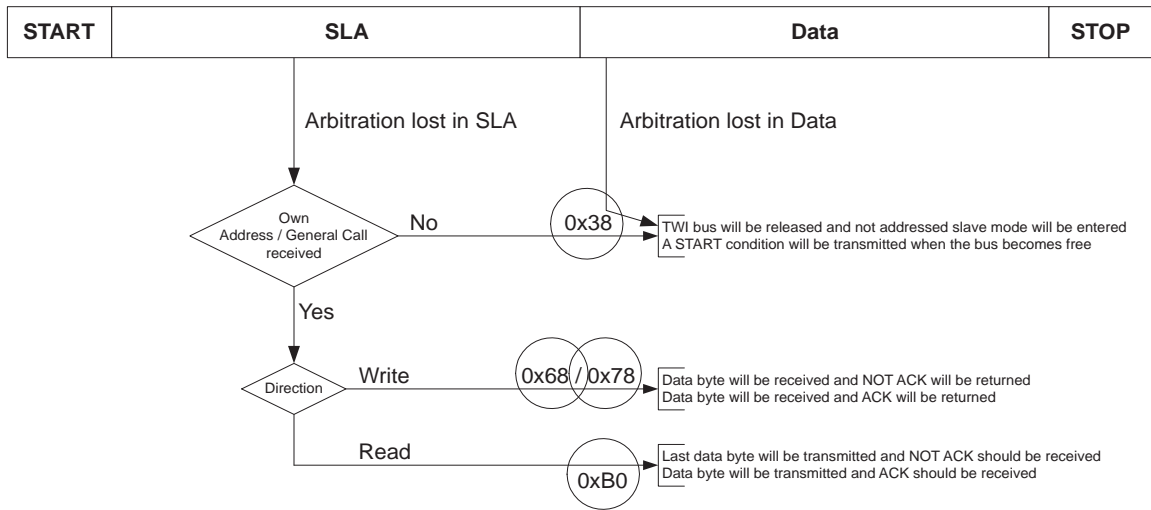 START
SLA
Data
STOP
Arbitration lost in SLA
Arbitration lost in Data
Own
Address / General Call
received
No
0x38
TWI bus will be released and not addressed slave mode will be entered
A START condition will be transmitted when the bus becomes free
Yes
Direction
Write
0x68 / 0x78
Data byte will be received and NOT ACK will be returned
Data byte will be received and ACK will be returned
Read
0xB0
Last data byte will be transmitted and NOT ACK should be received
Data byte will be transmitted and ACK should be received